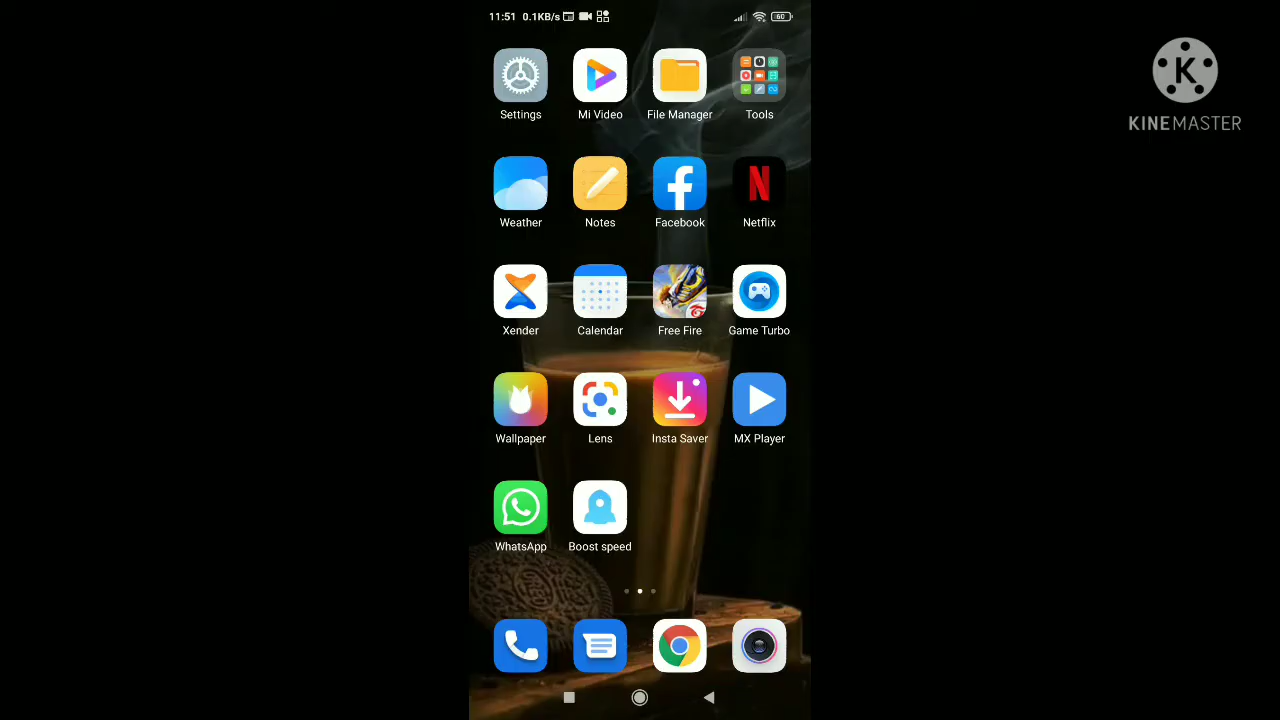 11:51 0.1KB/s 60
Settings Mi Video File Manager Tools
Weather Notes Facebook Netflix
Xender Calendar Free Fire Game Turbo
Wallpaper Lens Insta Saver MX Player
WhatsApp Boost speed
K
KINEMASTER